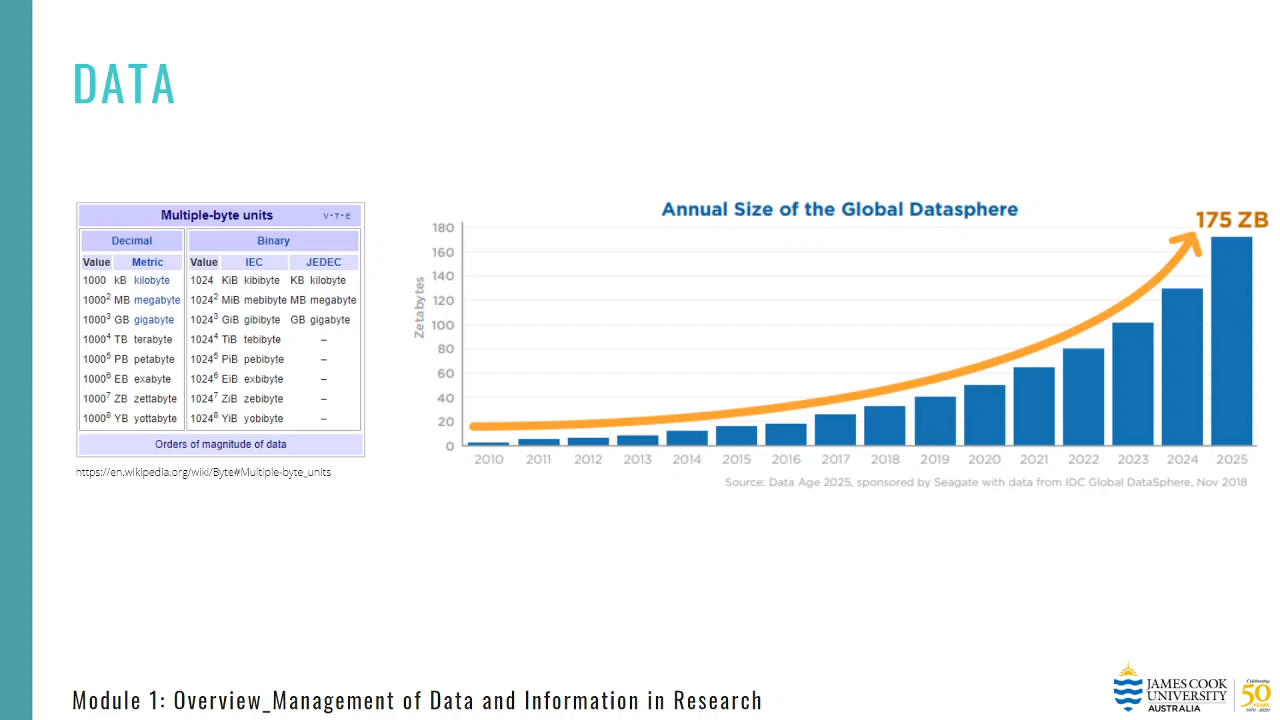 DATA
Multiple-byte units V·T·E
Decimal Binary
Value Metric Value IEC JEDEC
1000 kB kilobyte 1024 KiB kibibyte KB kilobyte
1000² MB megabyte 1024² MiB mebibyte MB megabyte
1000³ GB gigabyte 1024³ GiB gibibyte GB gigabyte
1000⁴ TB terabyte 1024⁴ TiB tebibyte –
1000⁵ PB petabyte 1024⁵ PiB pebibyte –
1000⁶ EB exabyte 1024⁶ EiB exbibyte –
1000⁷ ZB zettabyte 1024⁷ ZiB zebibyte –
1000⁸ YB yottabyte 1024⁸ YiB yobibyte –
Orders of magnitude of data
https://en.wikipedia.org/wiki/Byte#Multiple-byte_units
Annual Size of the Global Datasphere
175 ZB
Zetabytes
180
160
140
120
100
80
60
40
20
0
2010 2011 2012 2013 2014 2015 2016 2017 2018 2019 2020 2021 2022 2023 2024 2025
Source: Data Age 2025, sponsored by Seagate with data from IDC Global DataSphere, Nov 2018
Module 1: Overview_Management of Data and Information in Research
JAMES COOK
UNIVERSITY
AUSTRALIA
Celebrating
50
YEARS
1970 - 2020